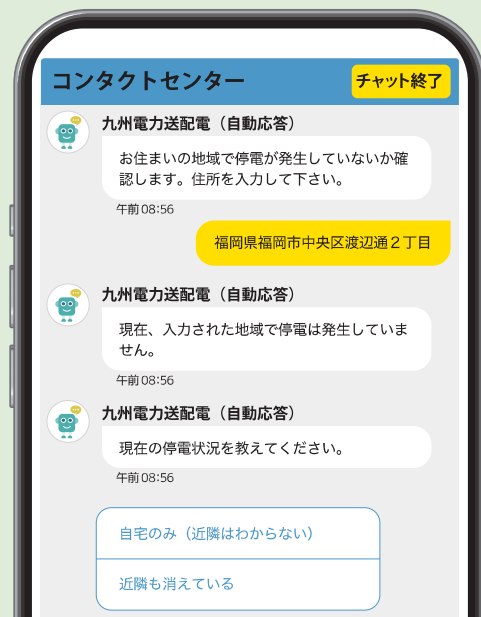 コンタクトセンター
チャット終了
九州電力送配電（自動応答）
お住まいの地域で停電が発生していないか確
認します。住所を入力して下さい。
午前08:56
福岡県福岡市中央区渡辺通２丁目
九州電力送配電（自動応答）
現在、入力された地域で停電は発生していま
せん。
午前08:56
九州電力送配電（自動応答）
現在の停電状況を教えてください。
午前08:56
自宅のみ（近隣はわからない）
近隣も消えている